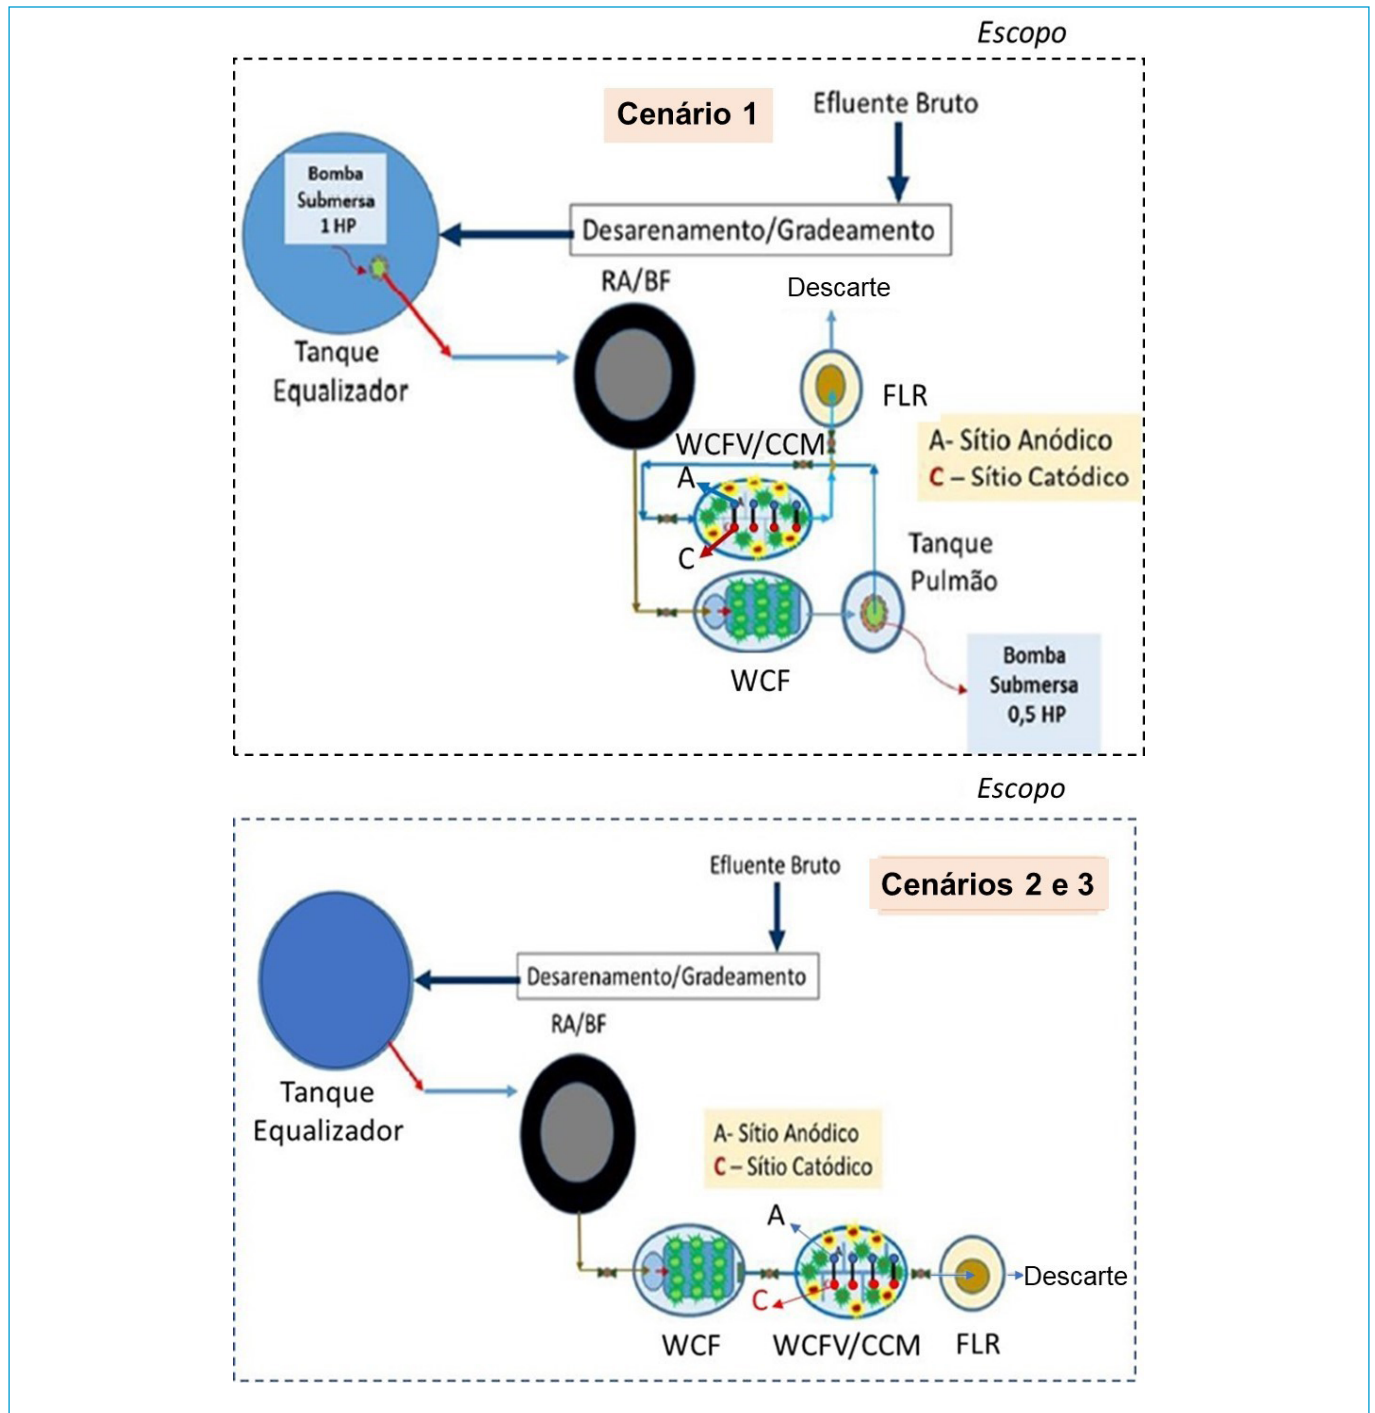 Escopo
Cenário 1
Efluente Bruto
Bomba
Submersa
1 HP
Desarenamento/Gradeamento
RA/BF
Descarte
Tanque
Equalizador
FLR
WCFV/CCM
A- Sítio Anódico
C – Sítio Catódico
A
C
Tanque
Pulmão
WCF
Bomba
Submersa
0,5 HP
Escopo
Efluente Bruto
Cenários 2 e 3
Desarenamento/Gradeamento
RA/BF
Tanque
Equalizador
A- Sítio Anódico
C – Sítio Catódico
A
C
Descarte
WCF
WCFV/CCM
FLR